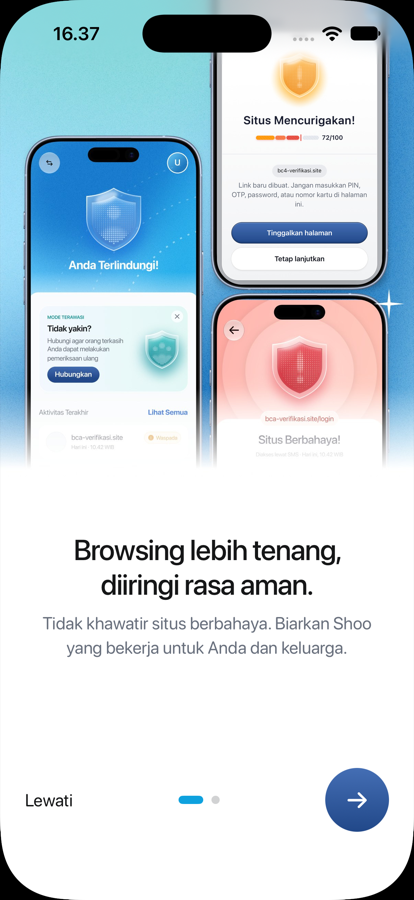 16.37
Situs Mencurigakan!
72/100
bc4-verifikasi.site
Link baru dibuat. Jangan masukkan PIN,
OTP, password, atau nomor kartu di halaman
ini.
Tinggalkan halaman
Tetap lanjutkan
U
Anda Terlindungi!
MODE TERAWASI
Tidak yakin?
Hubungi agar orang terkasih
Anda dapat melakukan
pemeriksaan ulang
Hubungkan
Aktivitas Terakhir
Lihat Semua
bca-verifikasi.site
Waspada
bca-verifikasi.site/login
Situs Berbahaya!
Browsing lebih tenang,
diiringi rasa aman.
Tidak khawatir situs berbahaya. Biarkan Shoo
yang bekerja untuk Anda dan keluarga.
Lewati